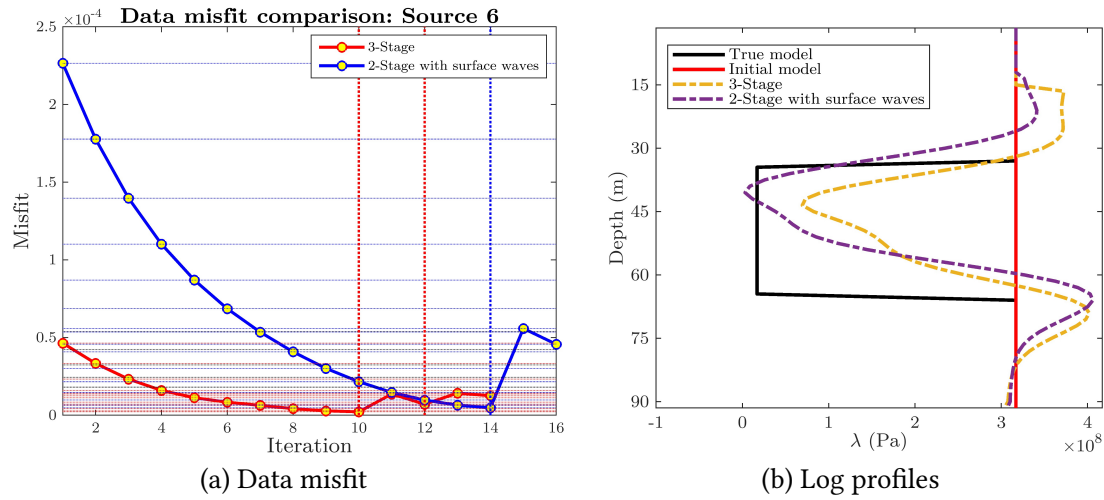 Data misfit comparison: Source 6
×10⁻⁴
2.5
2
1.5
1
0.5
0
Misfit
3-Stage
2-Stage with surface waves
2 4 6 8 10 12 14 16
Iteration
(a) Data misfit
True model
Initial model
3-Stage
2-Stage with surface waves
15
30
45
60
75
90
Depth (m)
-1 0 1 2 3 4
λ (Pa)
×10⁸
(b) Log profiles